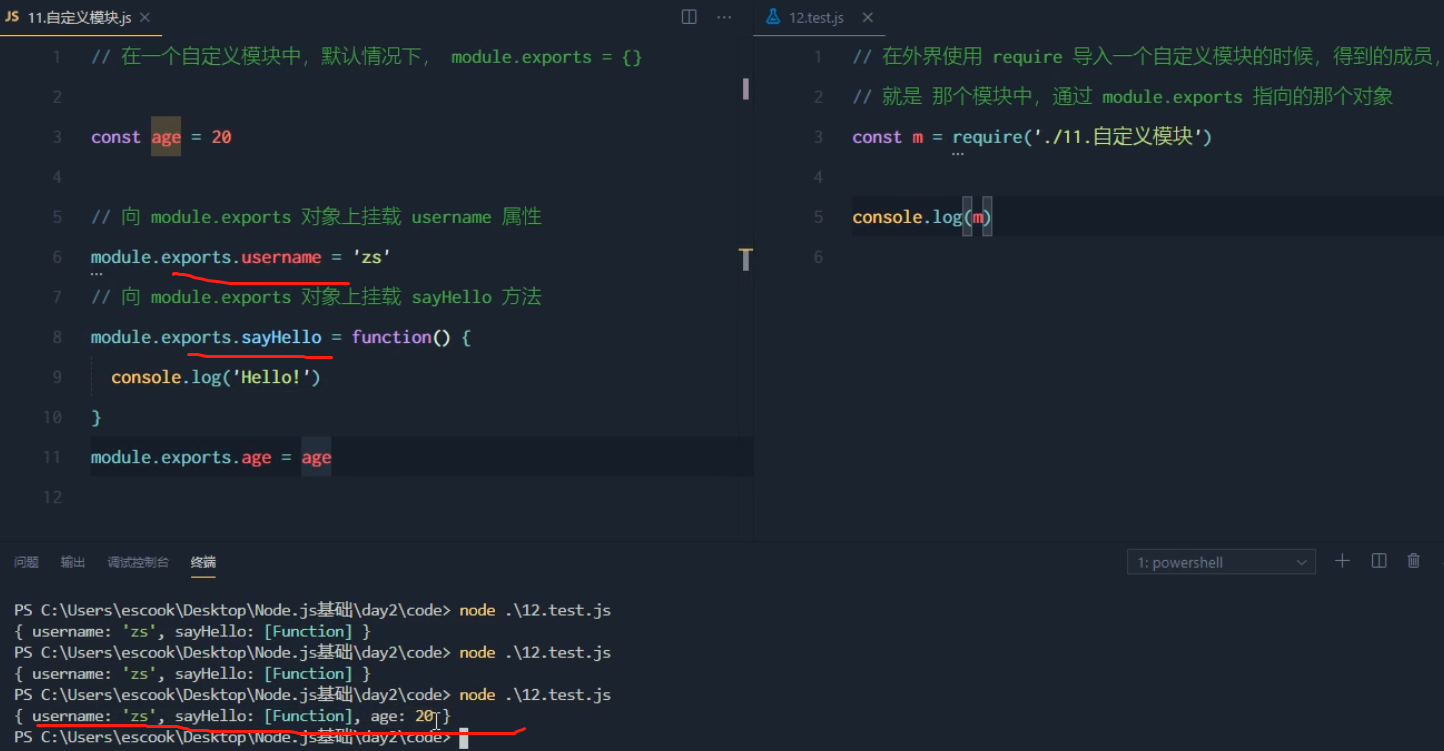 JS 11.自定义模块.js ×
1 // 在一个自定义模块中，默认情况下， module.exports = {}
2
3 const age = 20
4
5 // 向 module.exports 对象上挂载 username 属性
6 module.exports.username = 'zs'
7 // 向 module.exports 对象上挂载 sayHello 方法
8 module.exports.sayHello = function() {
9 console.log('Hello!')
10 }
11 module.exports.age = age
12
12.test.js ×
1 // 在外界使用 require 导入一个自定义模块的时候，得到的成员，
2 // 就是 那个模块中，通过 module.exports 指向的那个对象
3 const m = require('./11.自定义模块')
4
5 console.log(m)
6
问题 输出 调试控制台 终端
1: powershell
PS C:\Users\escook\Desktop\Node.js基础\day2\code> node .\12.test.js
{ username: 'zs', sayHello: [Function] }
PS C:\Users\escook\Desktop\Node.js基础\day2\code> node .\12.test.js
{ username: 'zs', sayHello: [Function] }
PS C:\Users\escook\Desktop\Node.js基础\day2\code> node .\12.test.js
{ username: 'zs', sayHello: [Function], age: 20 }
PS C:\Users\escook\Desktop\Node.js基础\day2\code>